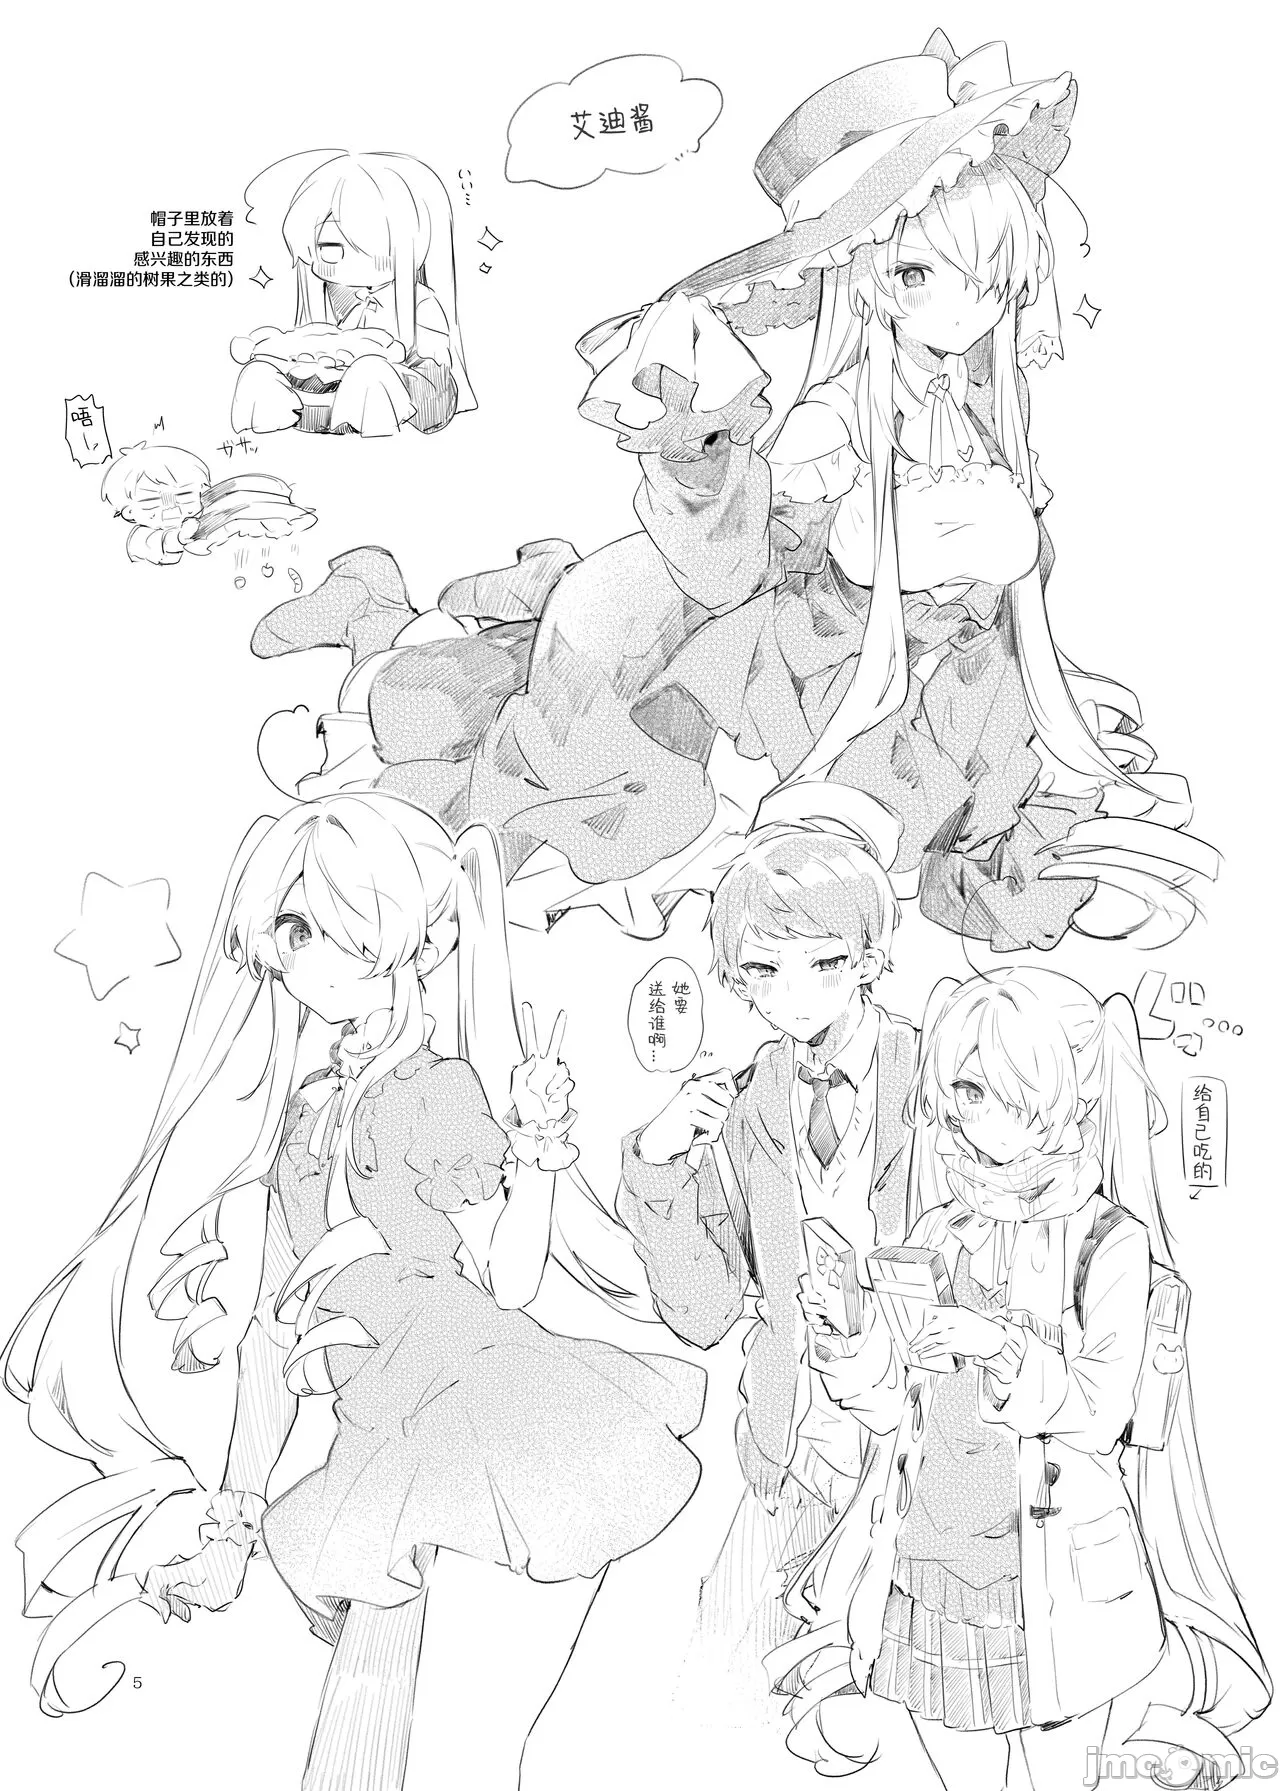 艾迪酱
帽子里放着
自己发现的
感兴趣的东西
（滑溜溜的树果之类的）
唔
ガサッ
她要
送给谁啊…
给自己吃的
5
jmcomic